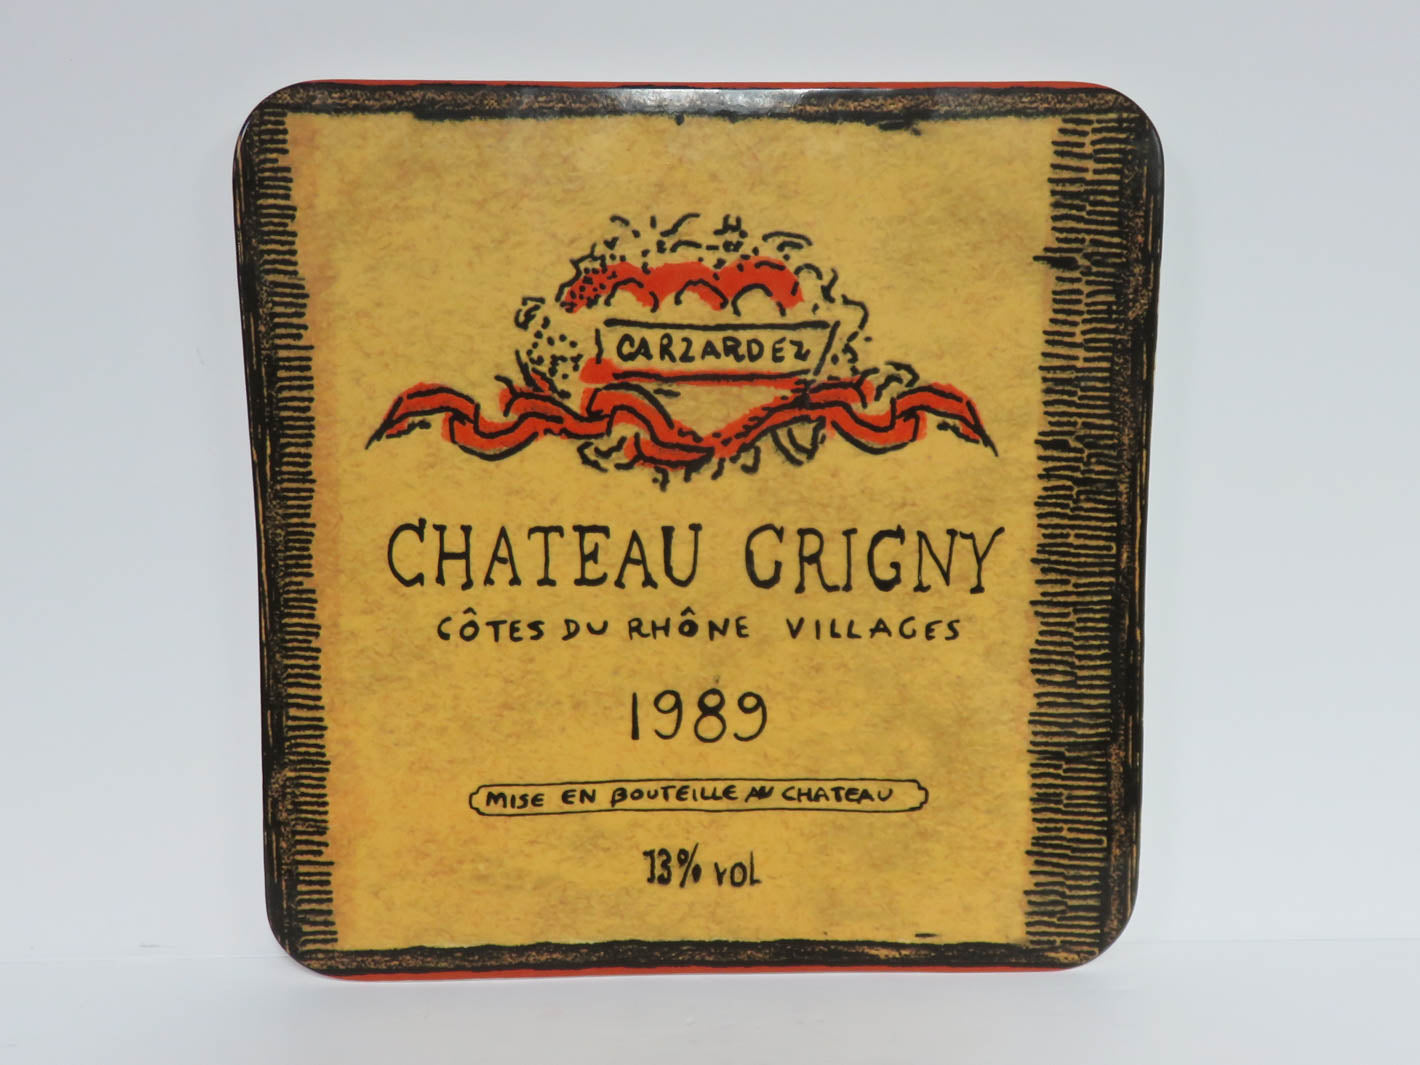 CARZARDEZ
CHATEAU GRIGNY
CÔTES DU RHÔNE VILLAGES
1989
MISE EN BOUTEILLE AU CHATEAU
13% VOL